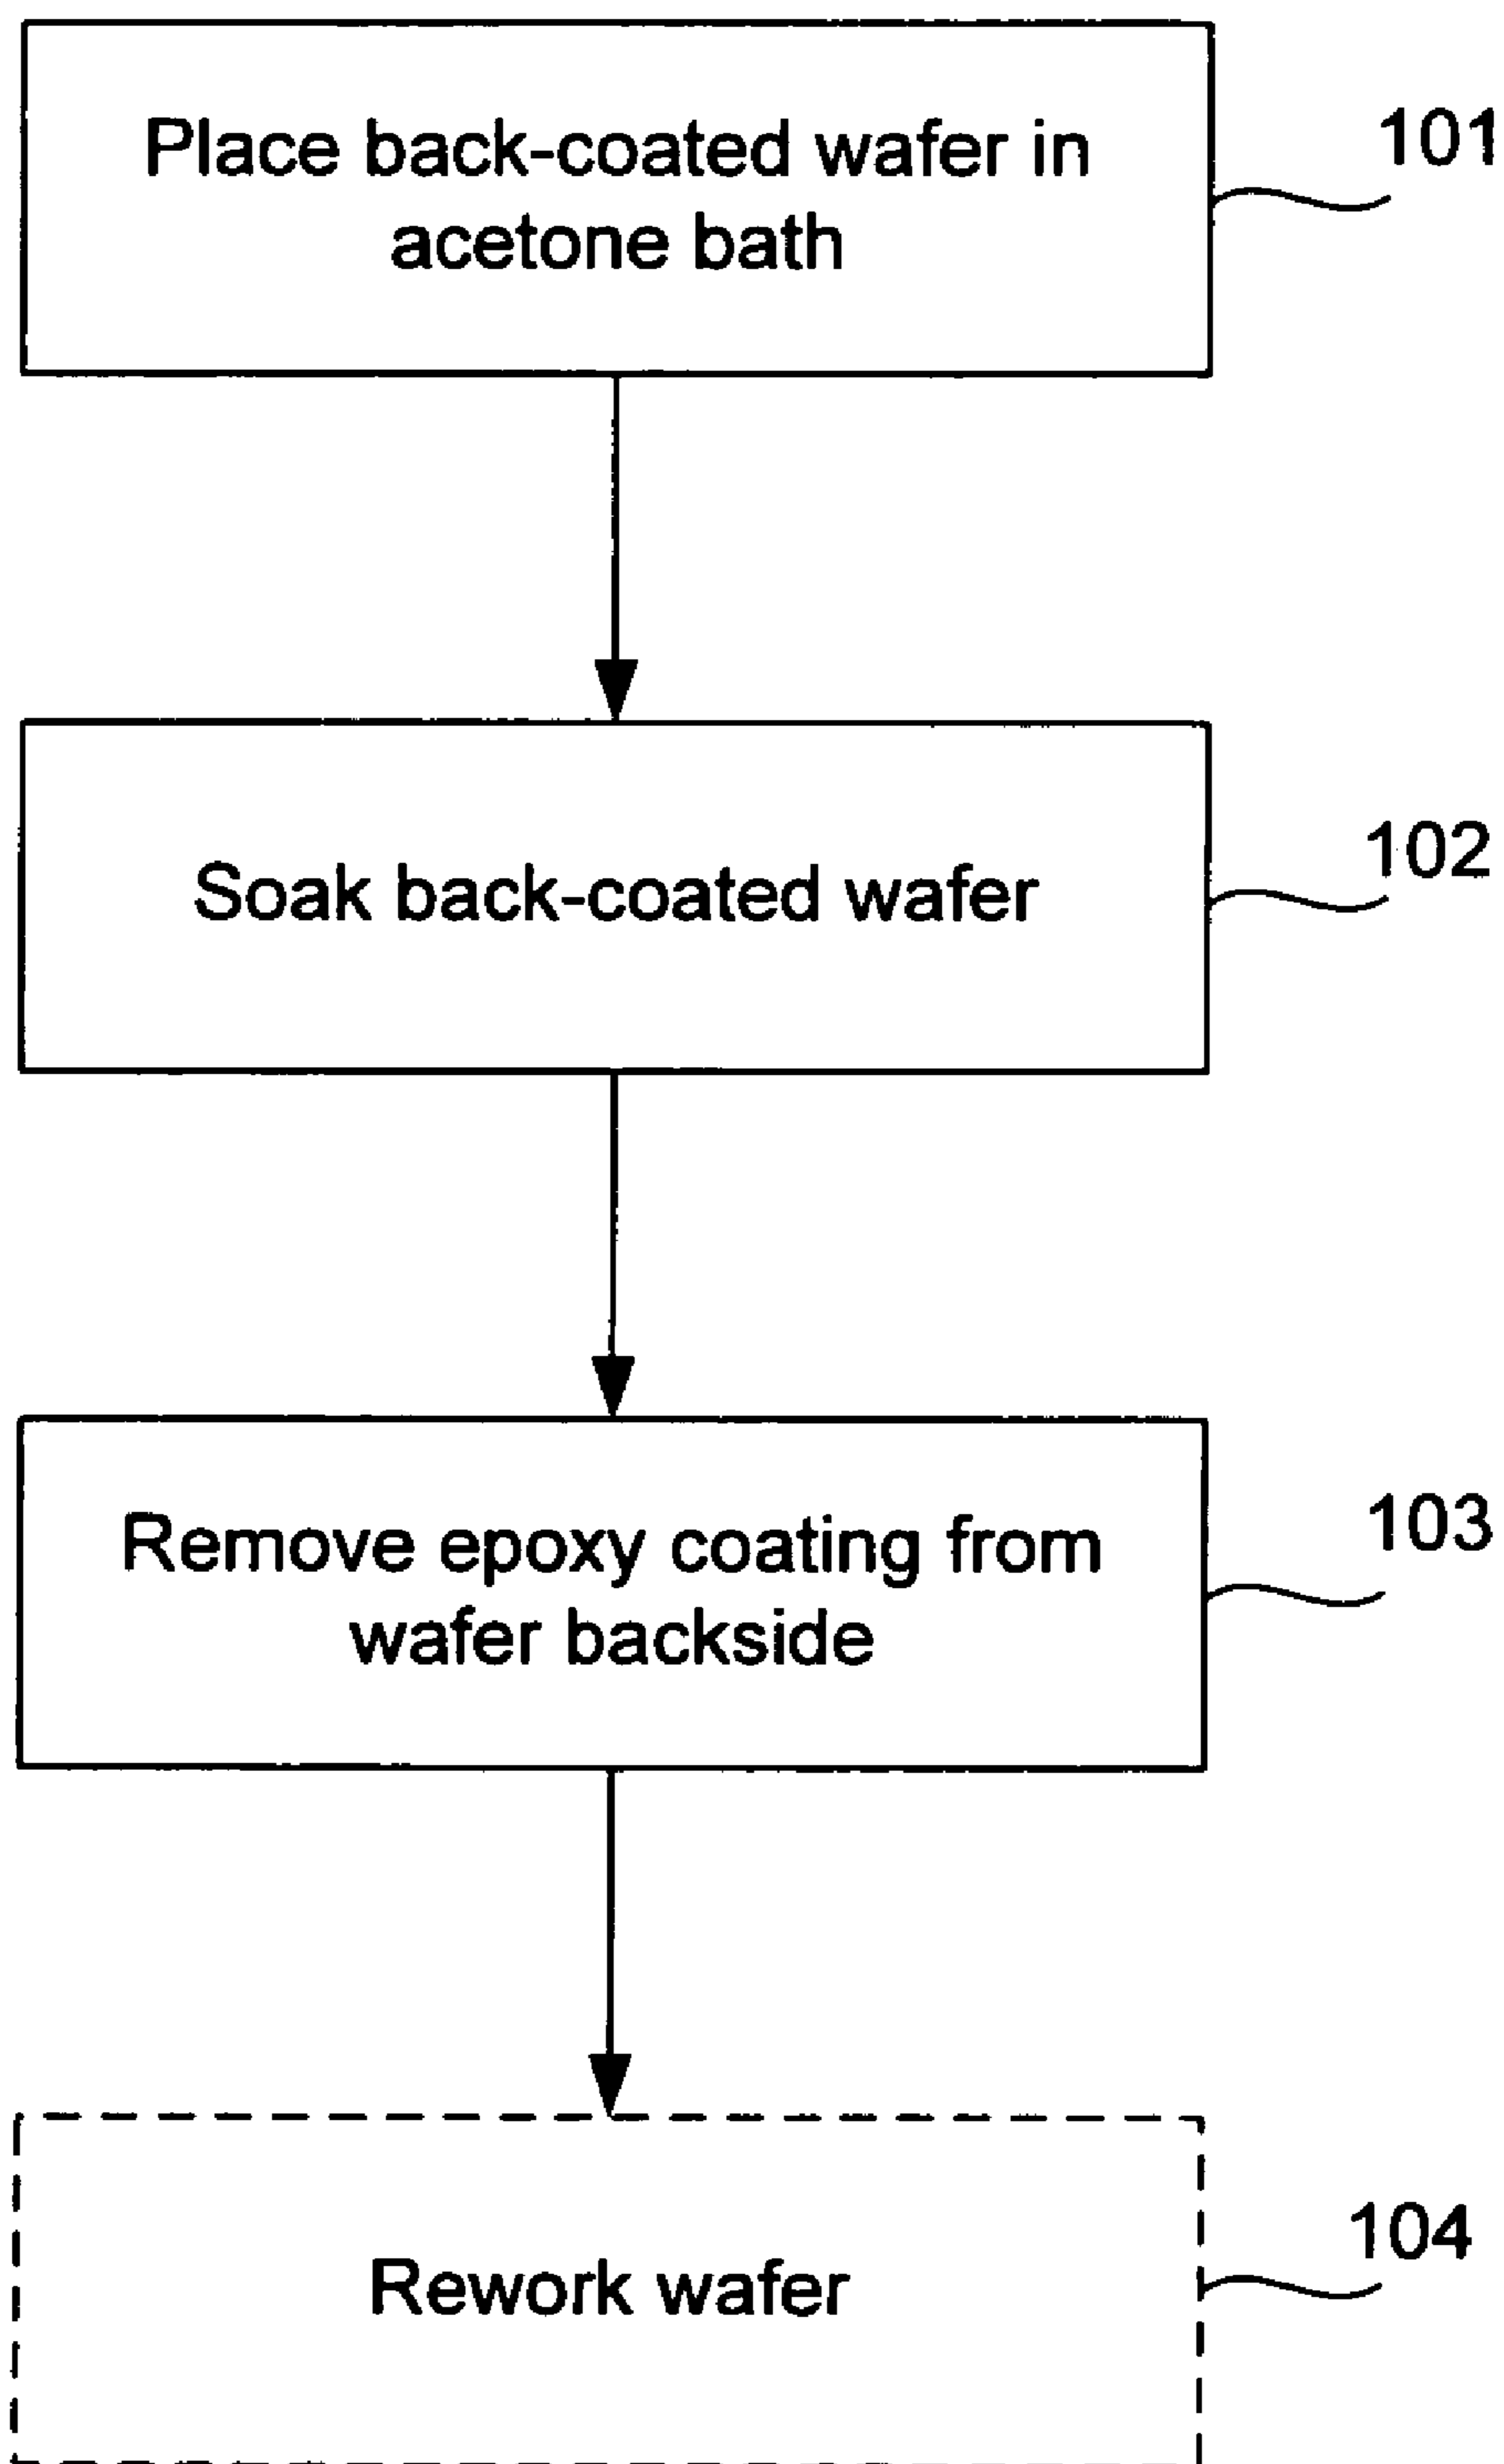 Place back-coated wafer in
acetone bath
101
Soak back-coated wafer
102
Remove epoxy coating from
wafer backside
103
Rework wafer
104